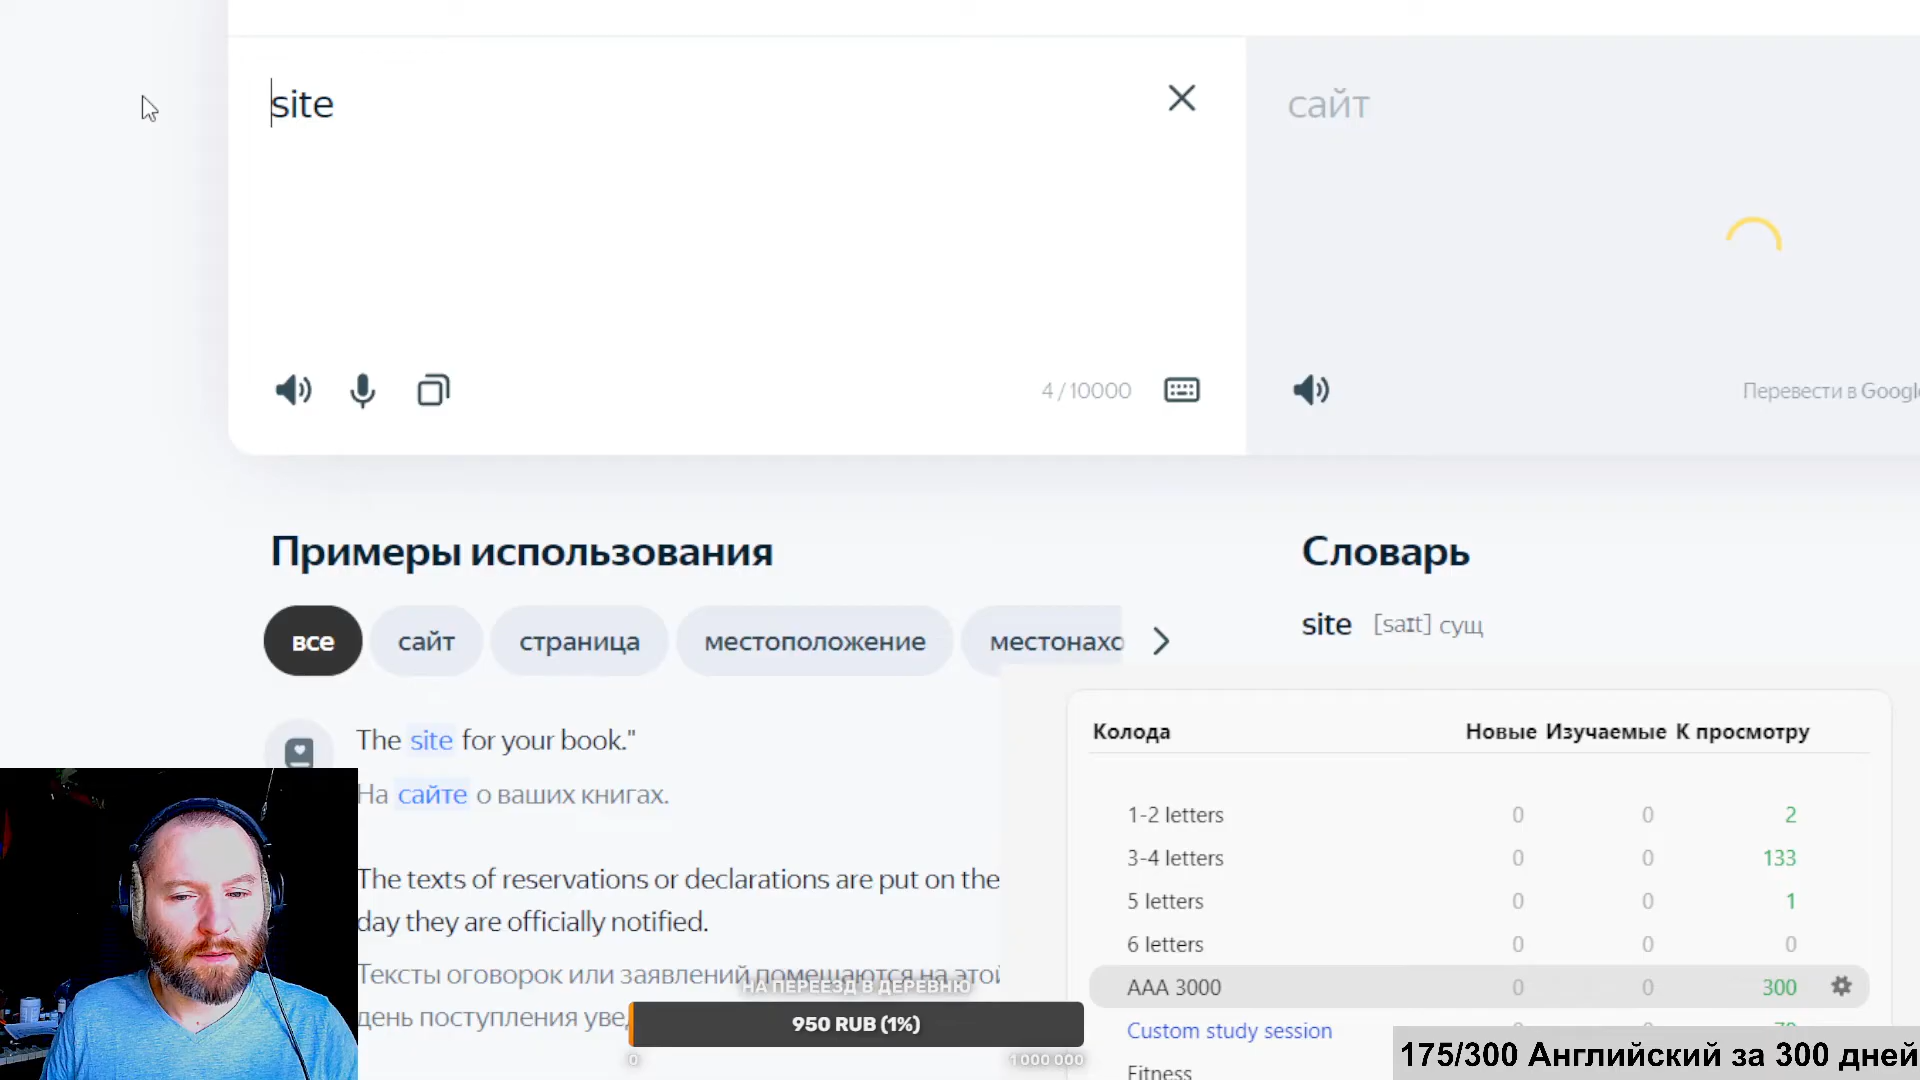 site
сайт
4 / 10000
Перевести в Google
Примеры использования
все
сайт
страница
местоположение
местонахо
The site for your book."
На сайте о ваших книгах.
The texts of reservations or declarations are put on the
day they are officially notified.
Тексты оговорок или заявлений помещаются на этой
день поступления уве
Словарь
site [saɪt] сущ
Колода Новые Изучаемые К просмотру
1-2 letters 0 0 2
3-4 letters 0 0 133
5 letters 0 0 1
6 letters 0 0 0
AAA 3000 0 0 300
Custom study session
Fitness
НА ПЕРЕЕЗД В ДЕРЕВНЮ
950 RUB (1%)
0 1 000 000
175/300 Английский за 300 дней